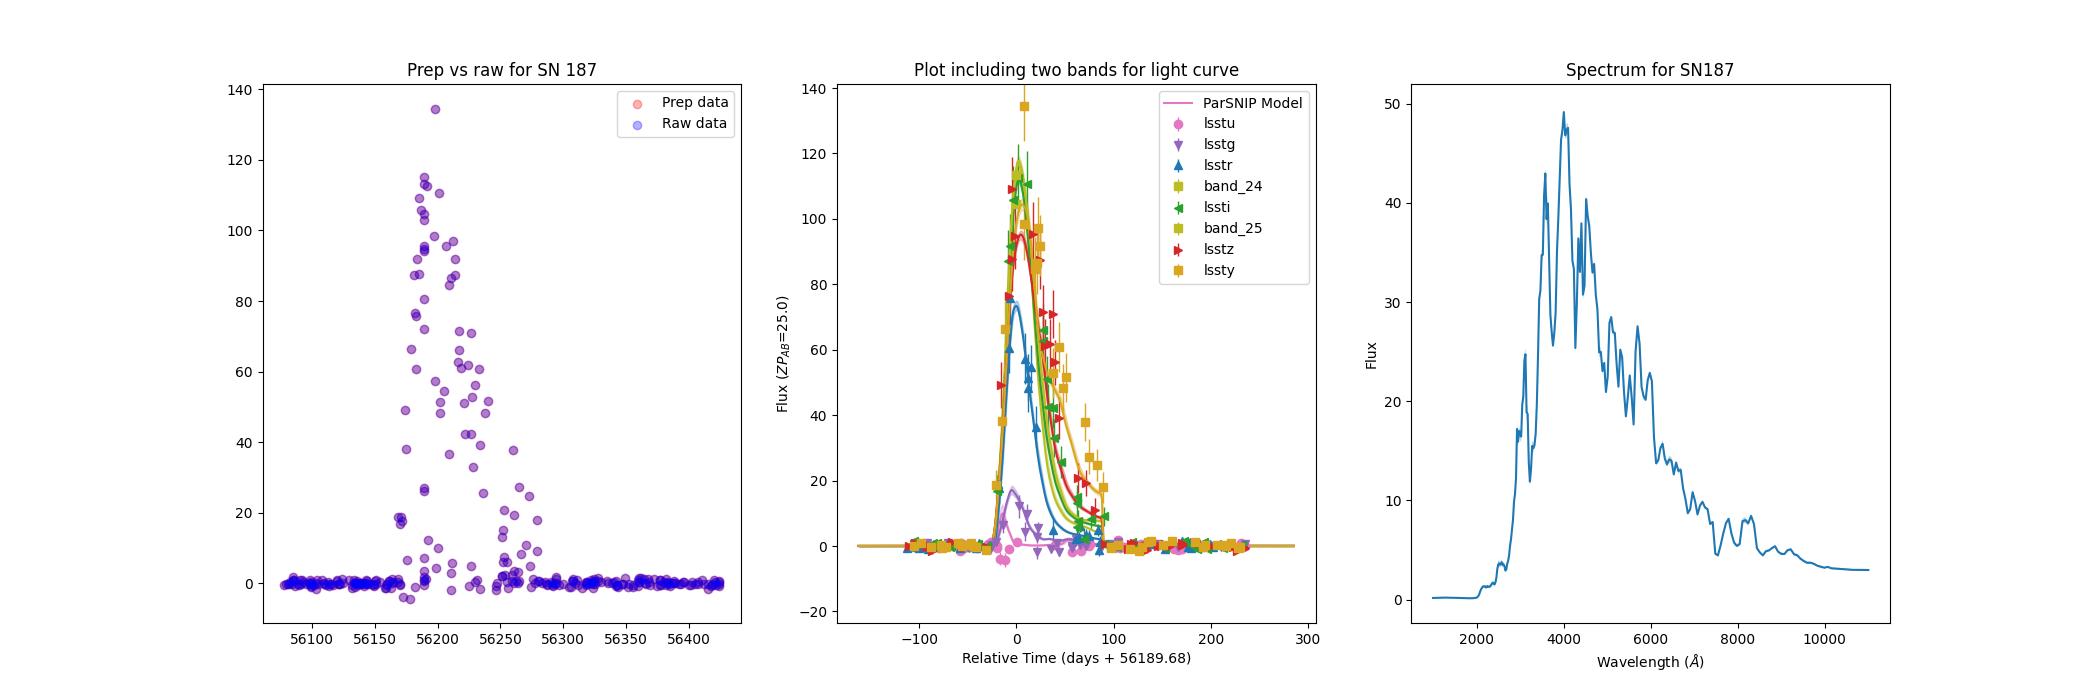 Prep vs raw for SN 187
Prep data
Raw data
140
120
100
80
60
40
20
0
56100 56150 56200 56250 56300 56350 56400
Plot including two bands for light curve
ParSNIP Model
lsstu
lsstg
lsstr
band_24
lssti
band_25
lsstz
lssty
Flux (ZP_AB=25.0)
140
120
100
80
60
40
20
0
−20
−100 0 100 200 300
Relative Time (days + 56189.68)
Spectrum for SN187
Flux
50
40
30
20
10
0
2000 4000 6000 8000 10000
Wavelength (Å)